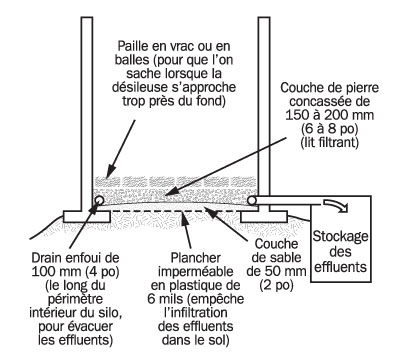 Paille en vrac ou en
balles (pour que l'on
sache lorsque la
désileuse s'approche
trop près du fond)
Couche de pierre
concassée de
150 à 200 mm
(6 à 8 po)
(lit filtrant)
Stockage
des
effluents
Drain enfoui de
100 mm (4 po)
(le long du
périmètre
intérieur du silo,
pour évacuer
les effluents)
Plancher
imperméable
en plastique de
6 mils (empêche
l'infiltration
des effluents
dans le sol)
Couche
de sable
de 50 mm
(2 po)